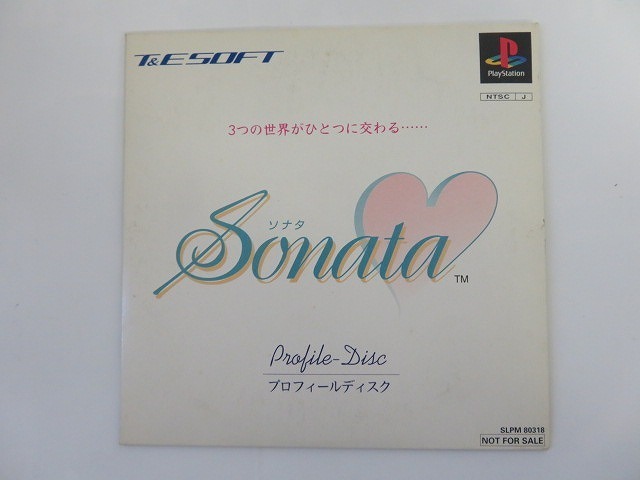 T&E SOFT
PlayStation
NTSC J
3つの世界がひとつに交わる……
ソナタ
Sonata
TM
Profile-Disc
プロフィールディスク
SLPM 80318
NOT FOR SALE